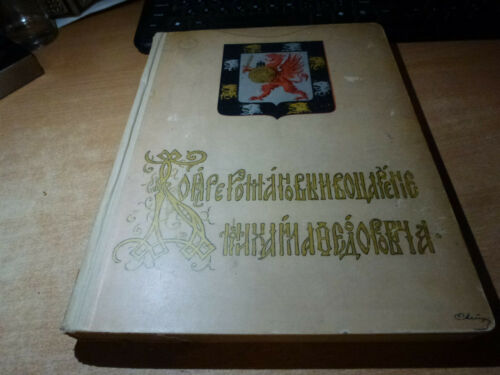 БОЯРЕ РОМАНОВЫ И ВОЦАРЕНІЕ
МИХАИЛА ФЕОДОРОВИЧА